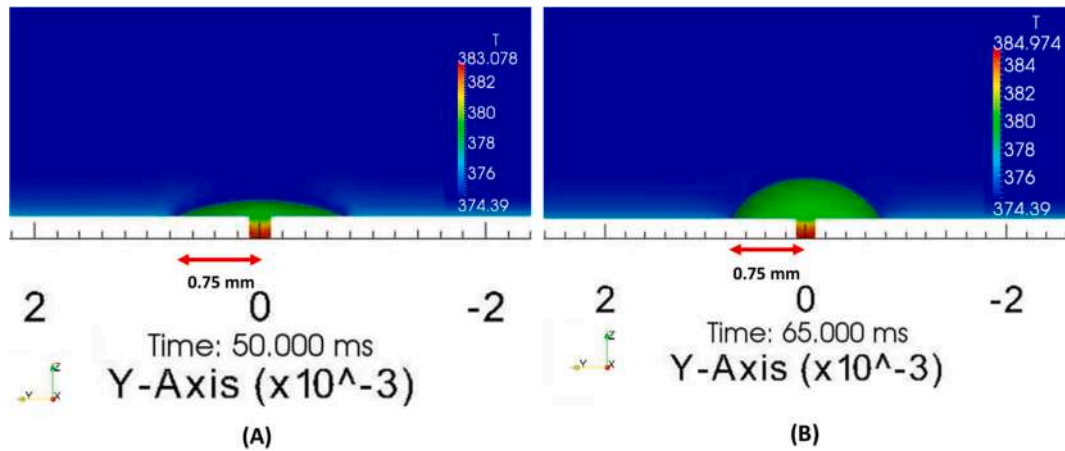 T
383.078
382
380
378
376
374.39
0.75 mm
2 0 -2
Time: 50.000 ms
Z
Y X
Y-Axis (x10^-3)
(A)
T
384.974
384
382
380
378
376
374.39
0.75 mm
2 0 -2
Time: 65.000 ms
Z
Y X
Y-Axis (x10^-3)
(B)